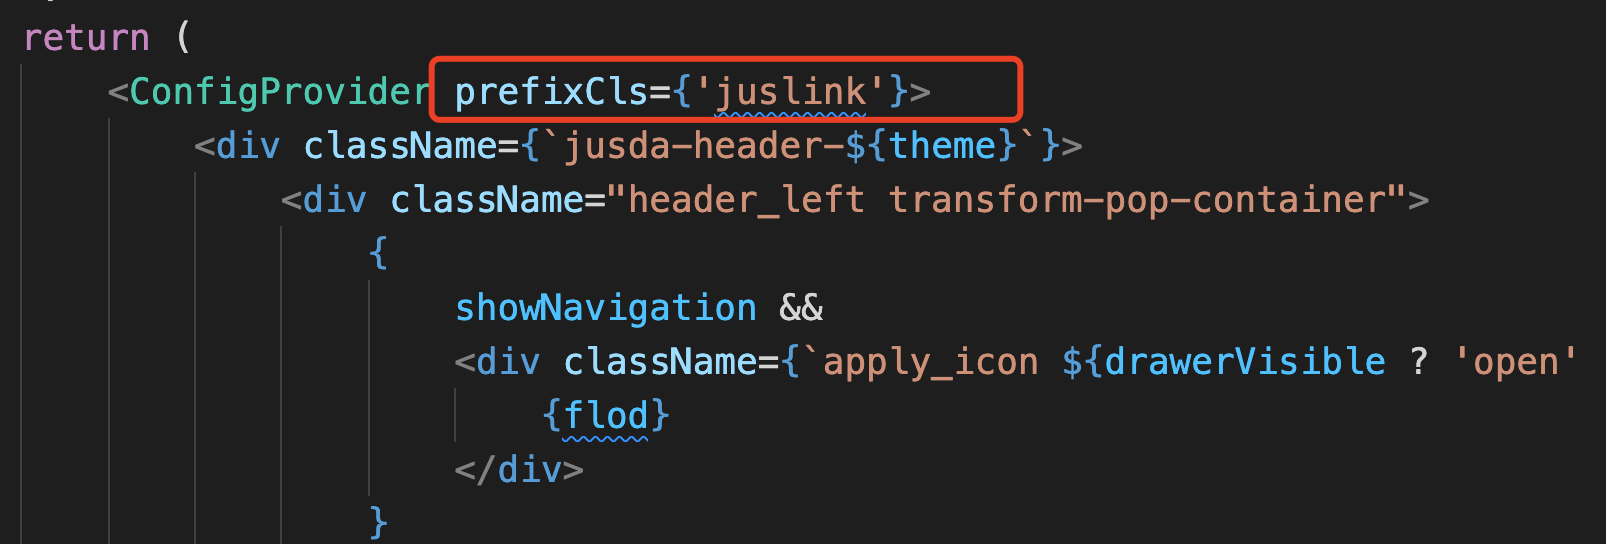 return (
<ConfigProvider prefixCls={'juslink'}>
<div className={`jusda-header-${theme}`}>
<div className="header_left transform-pop-container">
{
showNavigation &&
<div className={`apply_icon ${drawerVisible ? 'open'
{flod}
</div>
}